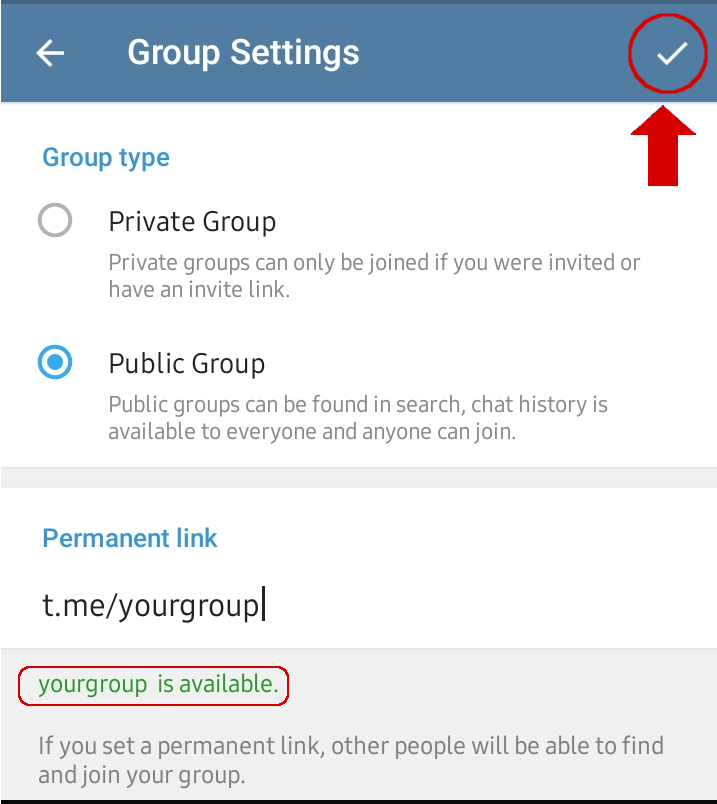 Group Settings
Group type
Private Group
Private groups can only be joined if you were invited or
have an invite link.
Public Group
Public groups can be found in search, chat history is
available to everyone and anyone can join.
Permanent link
t.me/yourgroup
yourgroup is available.
If you set a permanent link, other people will be able to find
and join your group.